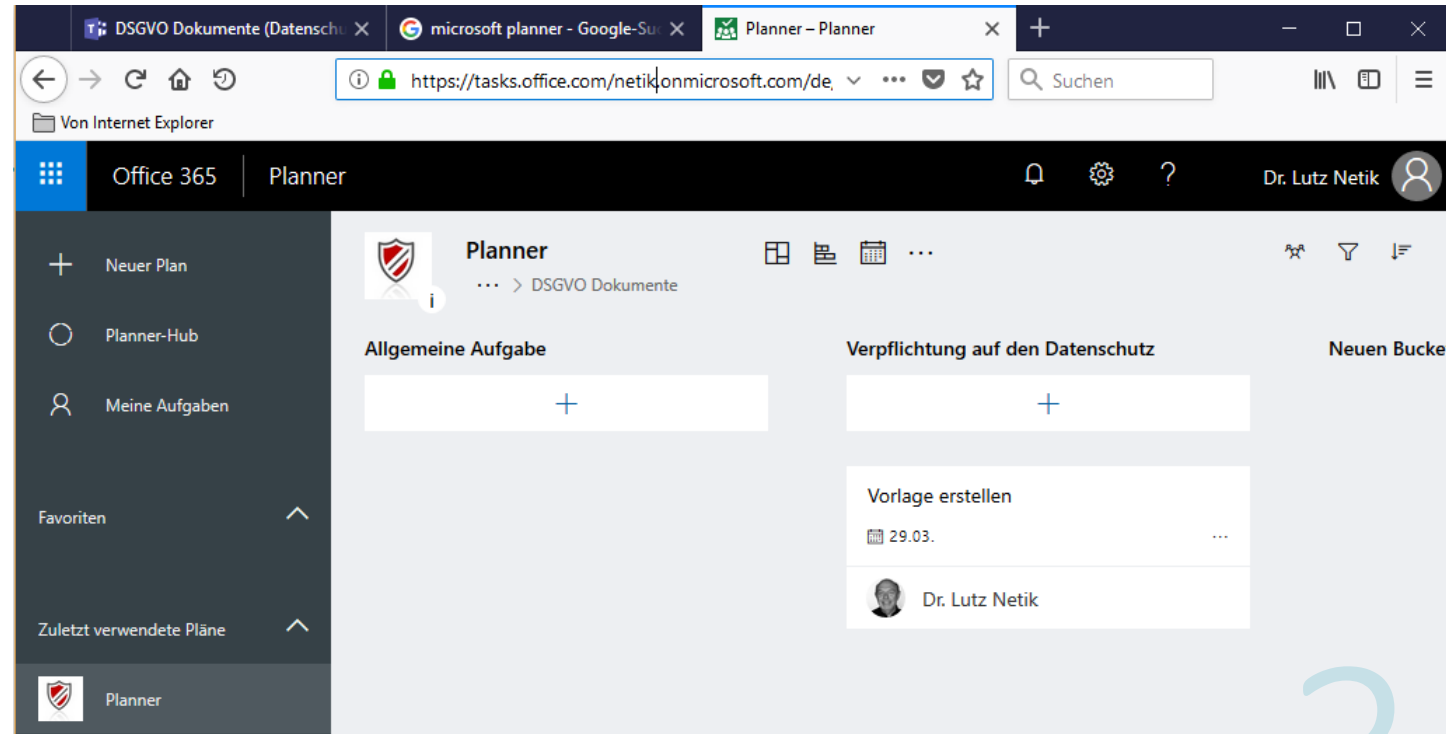 DSGVO Dokumente (Datensch
microsoft planner - Google-Suc
Planner – Planner
https://tasks.office.com/netik.onmicrosoft.com/de,
Suchen
Von Internet Explorer
Office 365
Planner
?
Dr. Lutz Netik
Neuer Plan
Planner-Hub
Meine Aufgaben
Favoriten
Zuletzt verwendete Pläne
Planner
Planner
i
... > DSGVO Dokumente
Allgemeine Aufgabe
Verpflichtung auf den Datenschutz
Neuen Bucke
Vorlage erstellen
29.03.
Dr. Lutz Netik